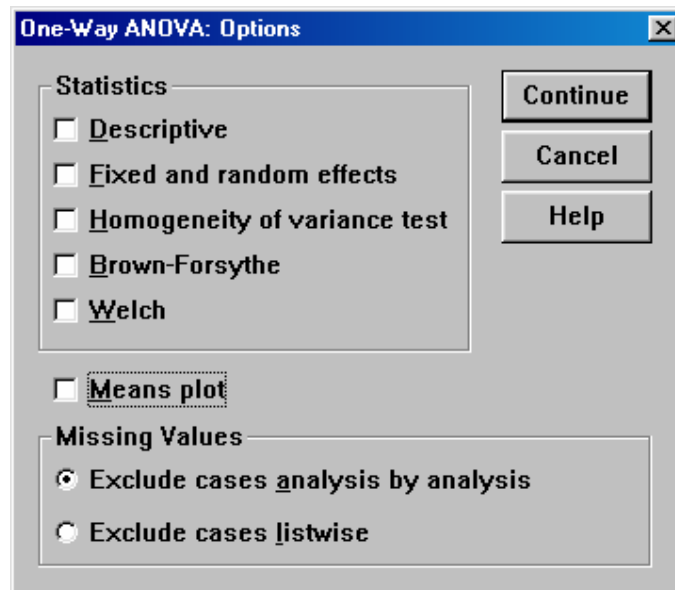 One-Way ANOVA: Options
Statistics
Descriptive
Fixed and random effects
Homogeneity of variance test
Brown-Forsythe
Welch
Continue
Cancel
Help
Means plot
Missing Values
Exclude cases analysis by analysis
Exclude cases listwise